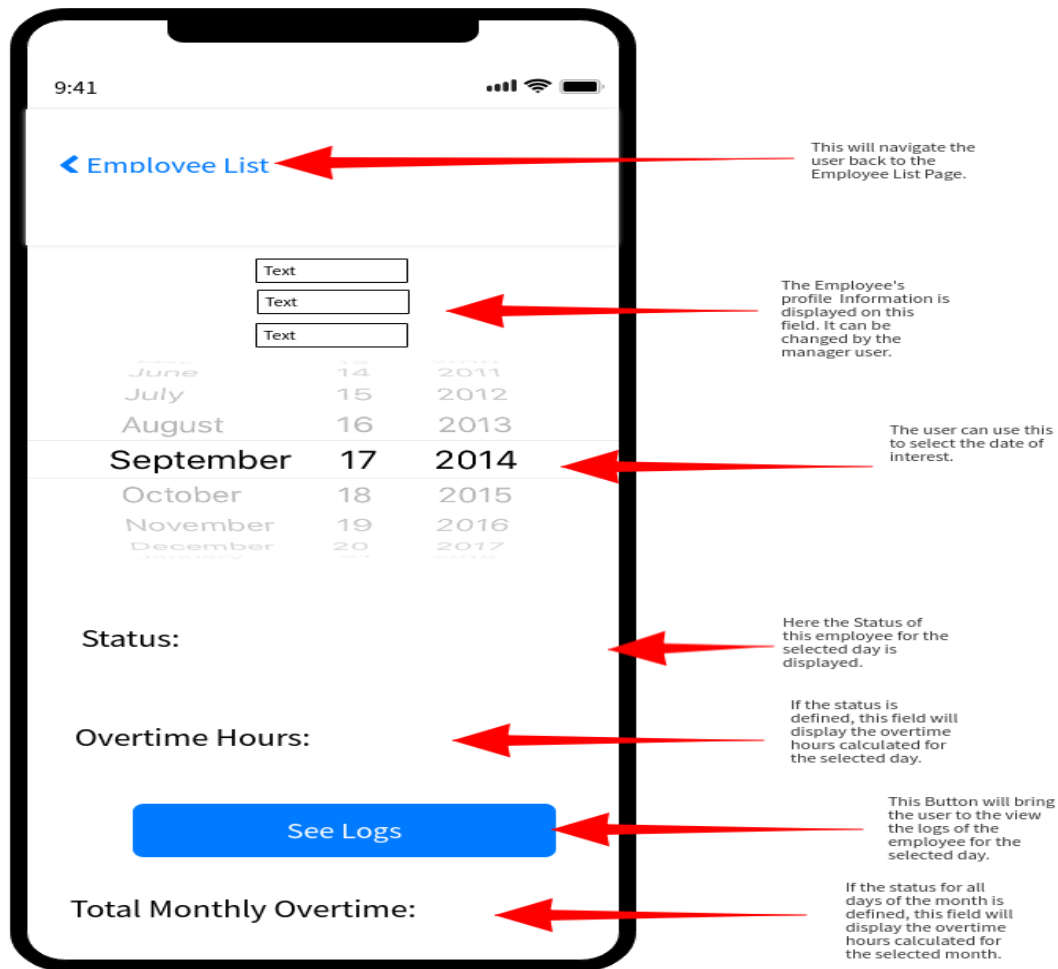 9:41
Employee List
This will navigate the
user back to the
Employee List Page.
Text
Text
Text
The Employee's
profile Information is
displayed on this
field. It can be
changed by the
manager user.
June 14 2011
July 15 2012
August 16 2013
September 17 2014
October 18 2015
November 19 2016
December 20 2017
The user can use this
to select the date of
interest.
Status:
Here the Status of
this employee for the
selected day is
displayed.
Overtime Hours:
If the status is
defined, this field will
display the overtime
hours calculated for
the selected day.
See Logs
This Button will bring
the user to the view
the logs of the
employee for the
selected day.
Total Monthly Overtime:
If the status for all
days of the month is
defined, this field will
display the overtime
hours calculated for
the selected month.